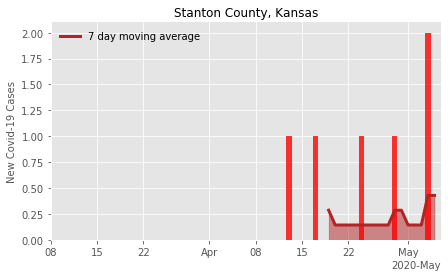 Stanton County, Kansas
7 day moving average
New Covid-19 Cases
2.00
1.75
1.50
1.25
1.00
0.75
0.50
0.25
0.00
08 15 22 Apr 08 15 22 May
2020-May